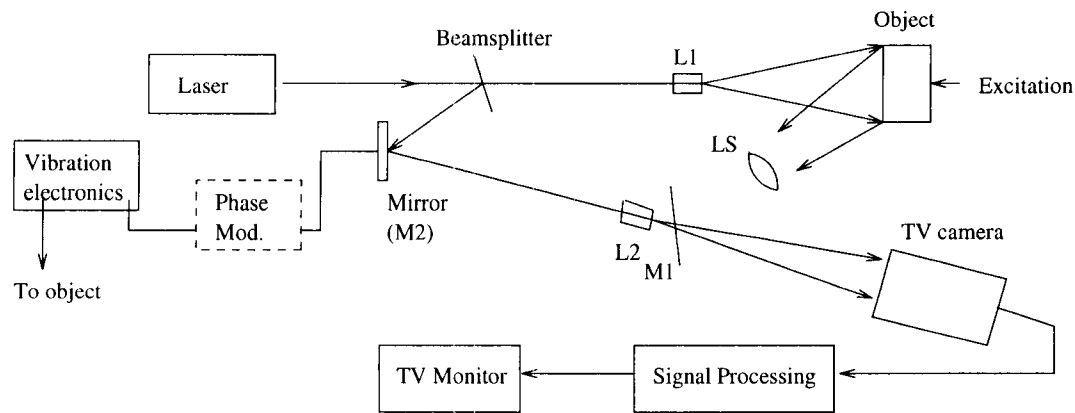 Object
Beamsplitter
L1
Laser
Excitation
LS
Vibration
electronics
Phase
Mod.
Mirror
(M2)
TV camera
L2
M1
To object
TV Monitor
Signal Processing